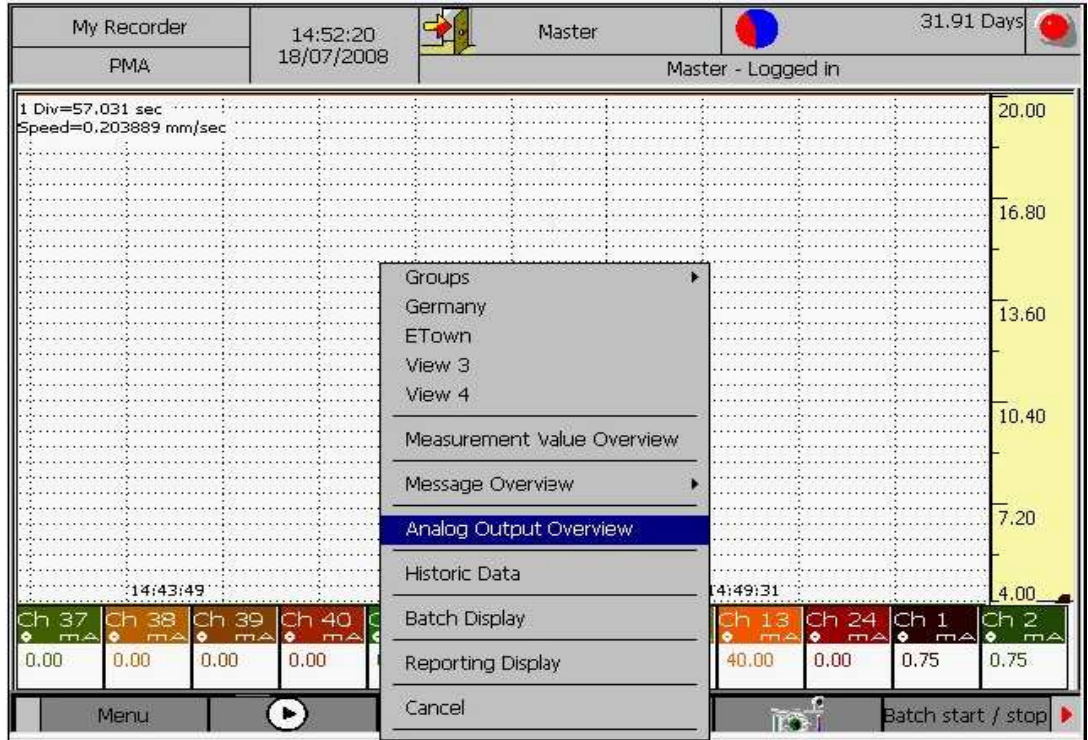 My Recorder
PMA
14:52:20
18/07/2008
Master
31.91 Days
Master - Logged in
1 Div=57.031 sec
Speed=0.203889 mm/sec
20.00
16.80
13.60
10.40
7.20
4.00
14:43:49
14:49:31
Groups
Germany
ETown
View 3
View 4
Measurement Value Overview
Message Overview
Analog Output Overview
Historic Data
Batch Display
Reporting Display
Cancel
Ch 37 mA
Ch 38 mA
Ch 39 mA
Ch 40 mA
Ch 13 mA
Ch 24 mA
Ch 1 mA
Ch 2 mA
0.00
0.00
0.00
0.00
40.00
0.00
0.75
0.75
Menu
Batch start / stop